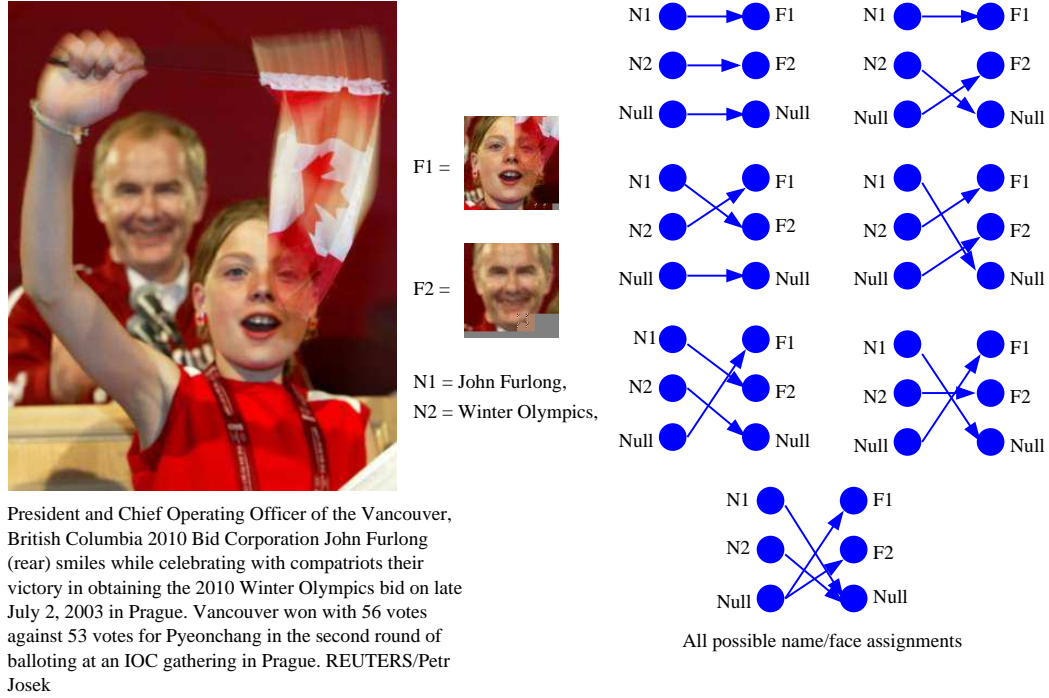 F1 =
F2 =
N1 = John Furlong,
N2 = Winter Olympics,
President and Chief Operating Officer of the Vancouver,
British Columbia 2010 Bid Corporation John Furlong
(rear) smiles while celebrating with compatriots their
victory in obtaining the 2010 Winter Olympics bid on late
July 2, 2003 in Prague. Vancouver won with 56 votes
against 53 votes for Pyeonchang in the second round of
balloting at an IOC gathering in Prague. REUTERS/Petr
Josek
N1 F1
N2 F2
Null Null
N1 F1
N2 F2
Null Null
N1 F1
N2 F2
Null Null
N1 F1
N2 F2
Null Null
N1 F1
N2 F2
Null Null
N1 F1
N2 F2
Null Null
N1 F1
N2 F2
Null Null
All possible name/face assignments